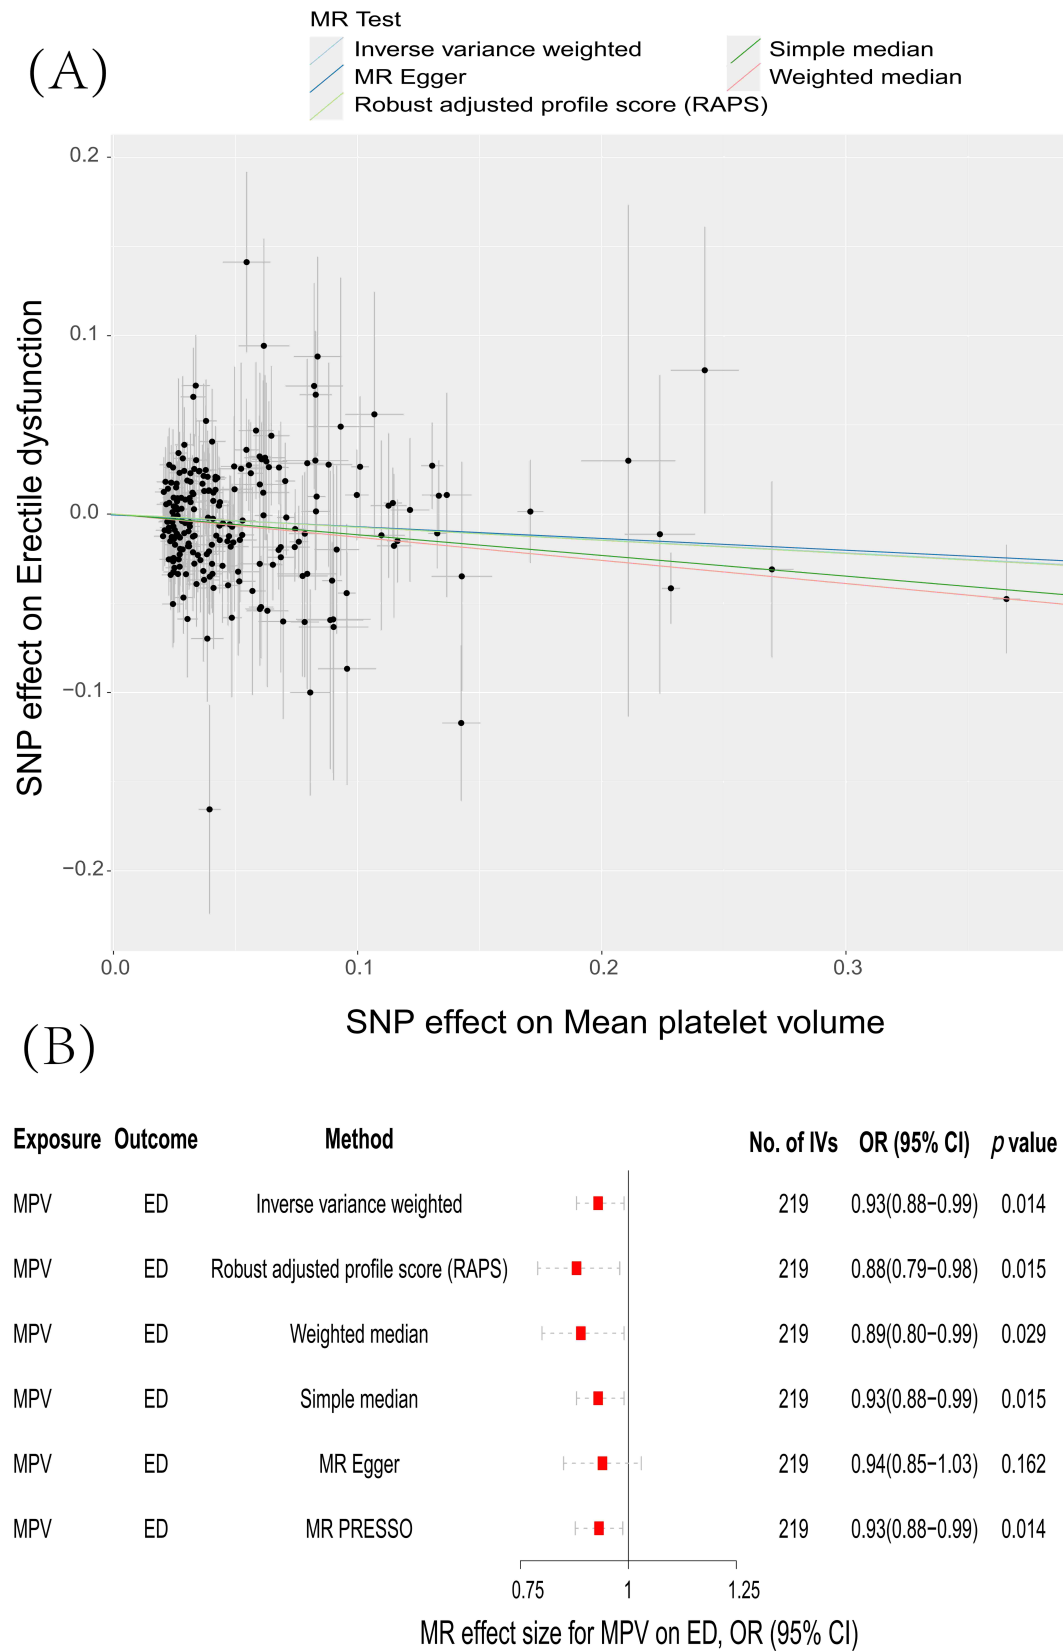 (A)
MR Test
Inverse variance weighted
MR Egger
Robust adjusted profile score (RAPS)
Simple median
Weighted median
SNP effect on Erectile dysfunction
0.2
0.1
0.0
−0.1
−0.2
0.0 0.1 0.2 0.3
SNP effect on Mean platelet volume
(B)
Exposure Outcome Method No. of IVs OR (95% CI) p value
MPV ED Inverse variance weighted 219 0.93(0.88−0.99) 0.014
MPV ED Robust adjusted profile score (RAPS) 219 0.88(0.79−0.98) 0.015
MPV ED Weighted median 219 0.89(0.80−0.99) 0.029
MPV ED Simple median 219 0.93(0.88−0.99) 0.015
MPV ED MR Egger 219 0.94(0.85−1.03) 0.162
MPV ED MR PRESSO 219 0.93(0.88−0.99) 0.014
0.75 1 1.25
MR effect size for MPV on ED, OR (95% CI)